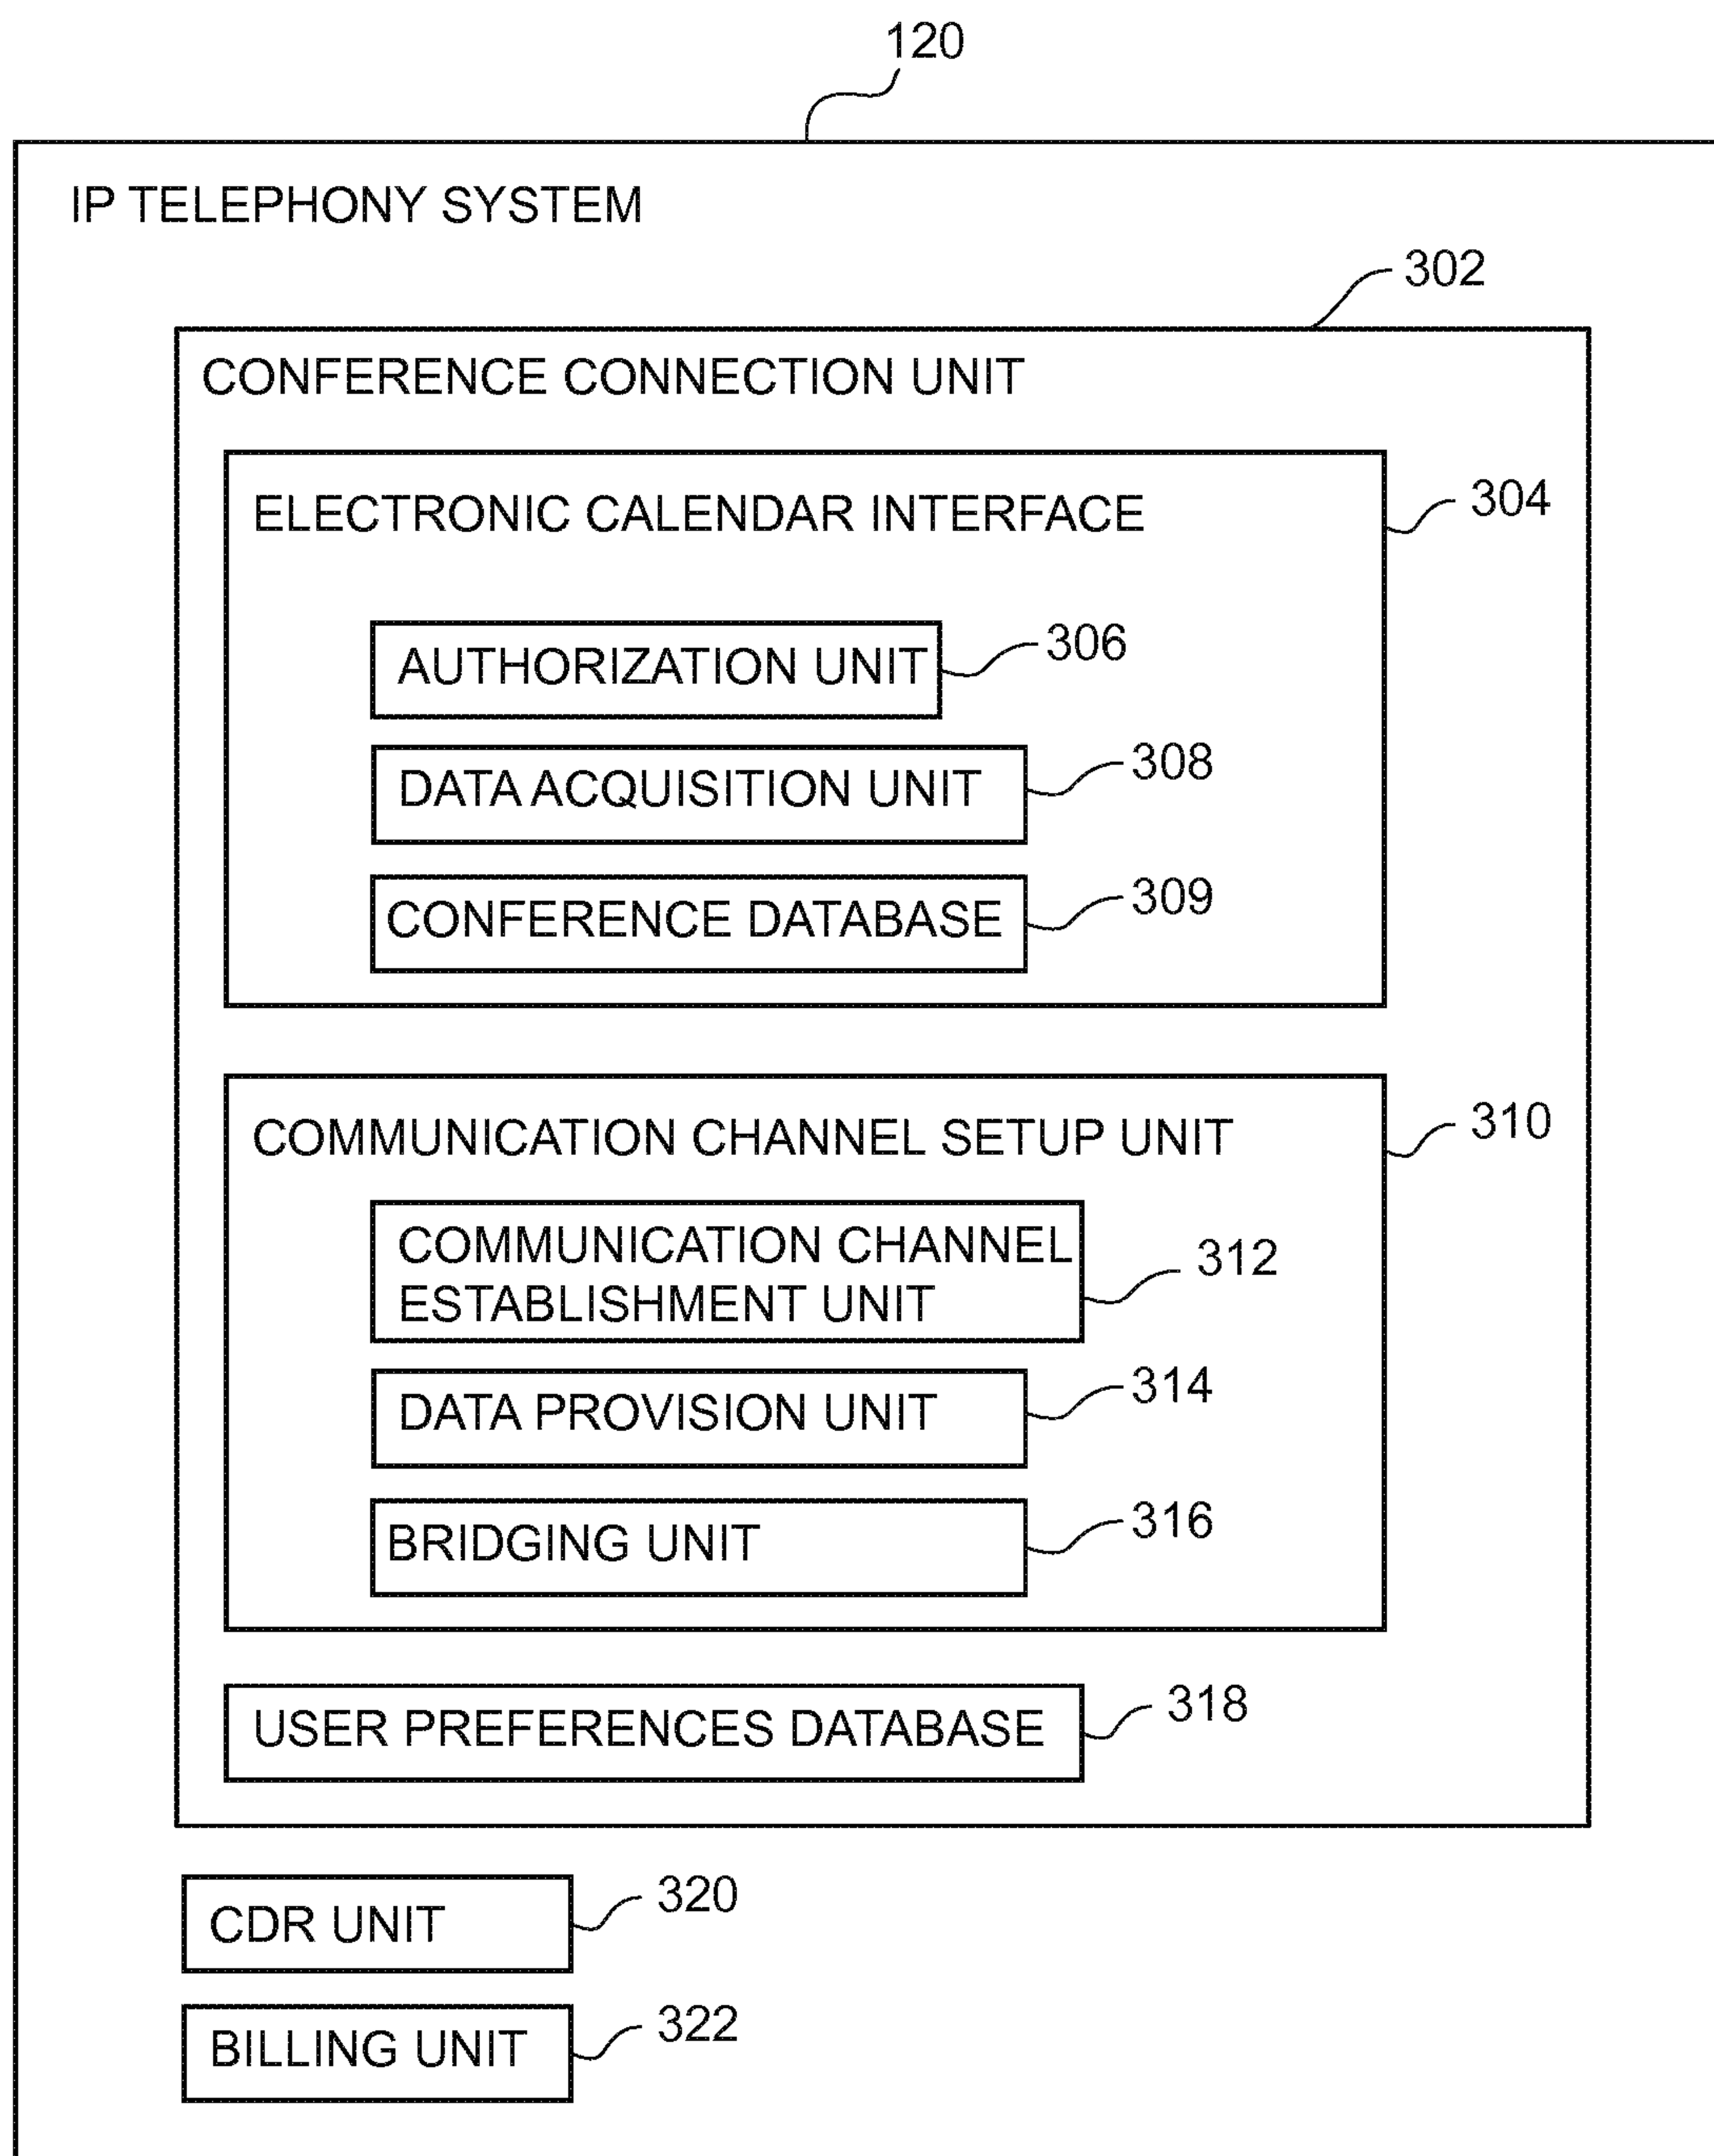 120
IP TELEPHONY SYSTEM
302
CONFERENCE CONNECTION UNIT
ELECTRONIC CALENDAR INTERFACE
304
AUTHORIZATION UNIT
306
DATA ACQUISITION UNIT
308
CONFERENCE DATABASE
309
COMMUNICATION CHANNEL SETUP UNIT
310
COMMUNICATION CHANNEL
ESTABLISHMENT UNIT
312
DATA PROVISION UNIT
314
BRIDGING UNIT
316
USER PREFERENCES DATABASE
318
CDR UNIT
320
BILLING UNIT
322